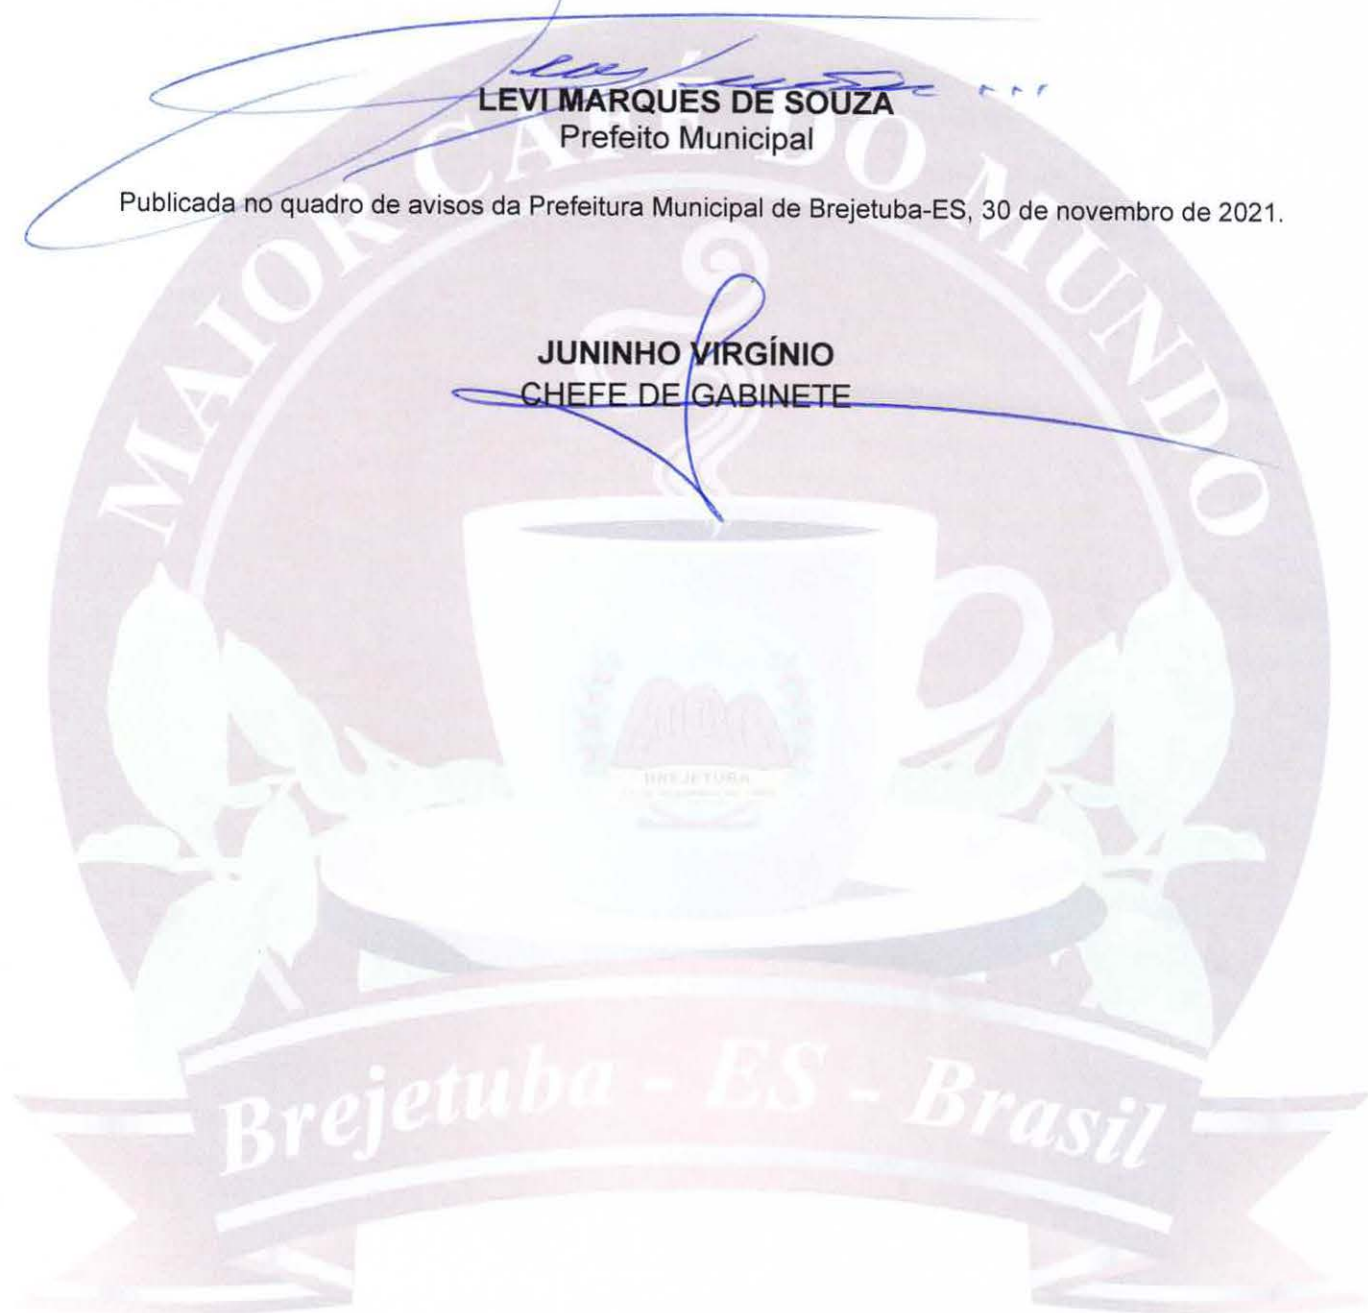 LEVI MARQUES DE SOUZA
Prefeito Municipal
Publicada no quadro de avisos da Prefeitura Municipal de Brejetuba-ES, 30 de novembro de 2021.
JUNINHO VIRGÍNIO
CHEFE DE GABINETE
MAIOR CAFÉ DO MUNDO
BREJETUBA
Brejetuba - ES - Brasil